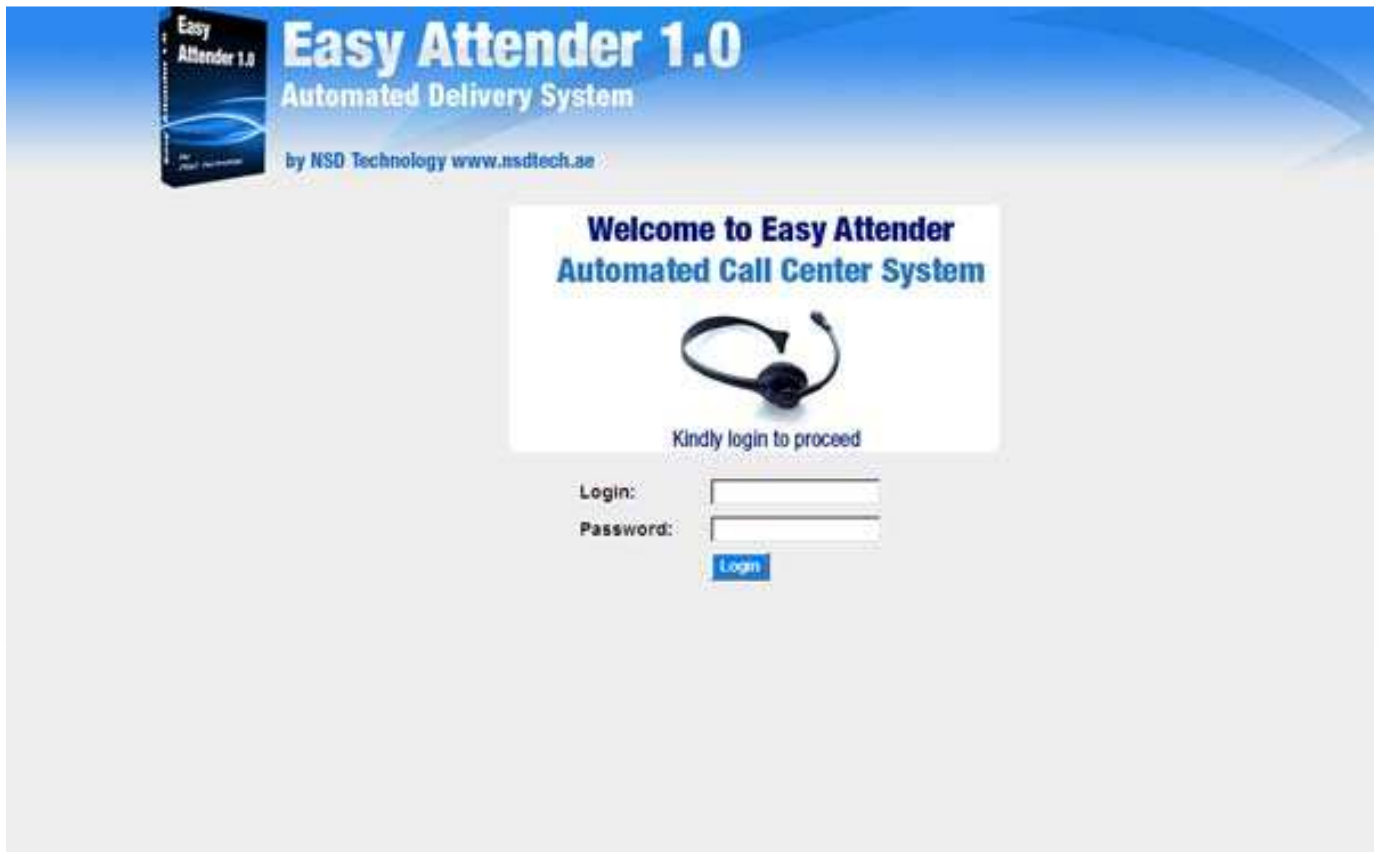 Easy
Attender 1.0
Easy Attender 1.0
Automated Delivery System
by NSD Technology www.nsdtech.ae
Welcome to Easy Attender
Automated Call Center System
Kindly login to proceed
Login:
Password:
Login